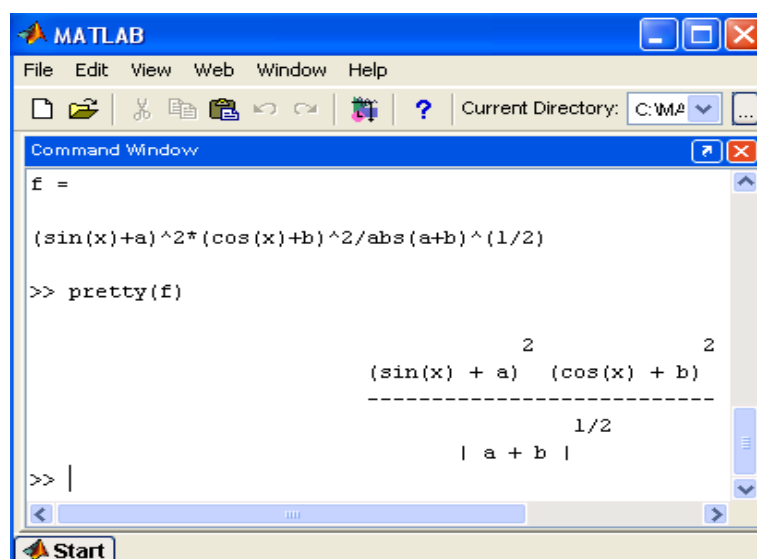 MATLAB
File Edit View Web Window Help
? Current Directory: C:\MA ...
Command Window
f =
(sin(x)+a)^2*(cos(x)+b)^2/abs(a+b)^(1/2)
>> pretty(f)
2 2
(sin(x) + a) (cos(x) + b)
---------------------------
1/2
| a + b |
>>
Start